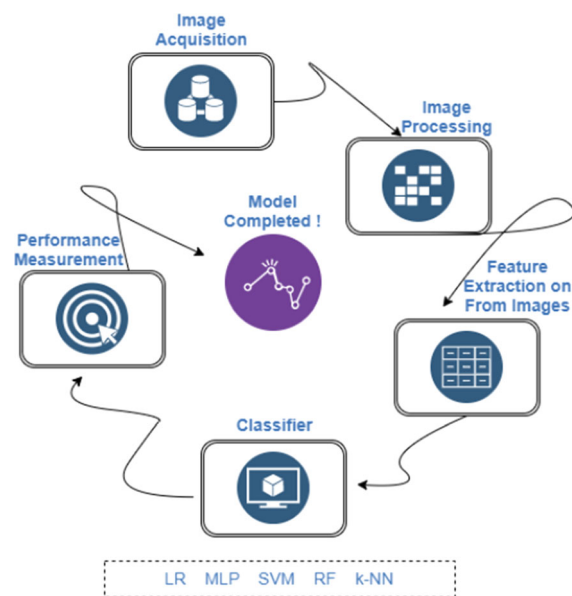 Image
Acquisition
Image
Processing
Model
Completed !
Performance
Measurement
Feature
Extraction on
From Images
Classifier
LR MLP SVM RF k-NN